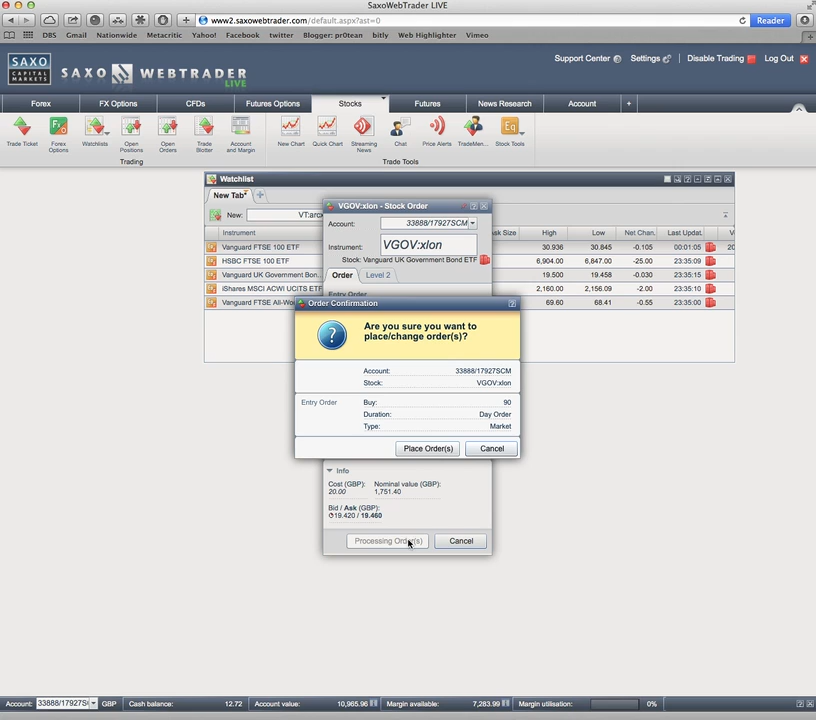 SaxoWebTrader LIVE
www2.saxowebtrader.com/default.aspx?ast=0
Reader
DBS Gmail Nationwide Metacritic Yahoo! Facebook twitter Blogger: pr0tean bitly Web Highlighter Vimeo
SAXO CAPITAL MARKETS
SAXO WEBTRADER LIVE
Support Center Settings Disable Trading Log Out
Forex FX Options CFDs Futures Options Stocks Futures News Research Account +
Trade Ticket Forex Options Watchlists Open Positions Open Orders Trade Blotter Account and Margin New Chart Quick Chart Streaming News Chat Price Alerts TradeMen... Stock Tools
Trading Trade Tools
Watchlist
New Tab*
New: VT:arcx
Instrument Ask Size High Low Net Chan. Last Updat.
Vanguard FTSE 100 ETF 30.936 30.845 -0.105 00:01:05 20
HSBC FTSE 100 ETF 6,904.00 6,847.00 -25.00 23:35:09
Vanguard UK Government Bon... 19.500 19.458 -0.030 23:35:15
iShares MSCI ACWI UCITS ETF 2,160.00 2,156.09 -2.00 23:35:10
Vanguard FTSE All-Wo 69.60 68.41 -0.55 23:35:00
VGOV:xlon - Stock Order
Account: 33888/17927SCM
Instrument: VGOV:xlon
Stock: Vanguard UK Government Bond ETF
Order Level 2
Entry Order
Order Confirmation
Are you sure you want to
place/change order(s)?
Account: 33888/17927SCM
Stock: VGOV:xlon
Entry Order Buy: 90
Duration: Day Order
Type: Market
Place Order(s) Cancel
Info
Cost (GBP): Nominal value (GBP):
20.00 1,751.40
Bid / Ask (GBP):
19.420 / 19.460
Processing Order(s) Cancel
Account: 33888/17927S GBP Cash balance: 12.72 Account value: 10,965.96 Margin available: 7,283.99 Margin utilisation: 0%